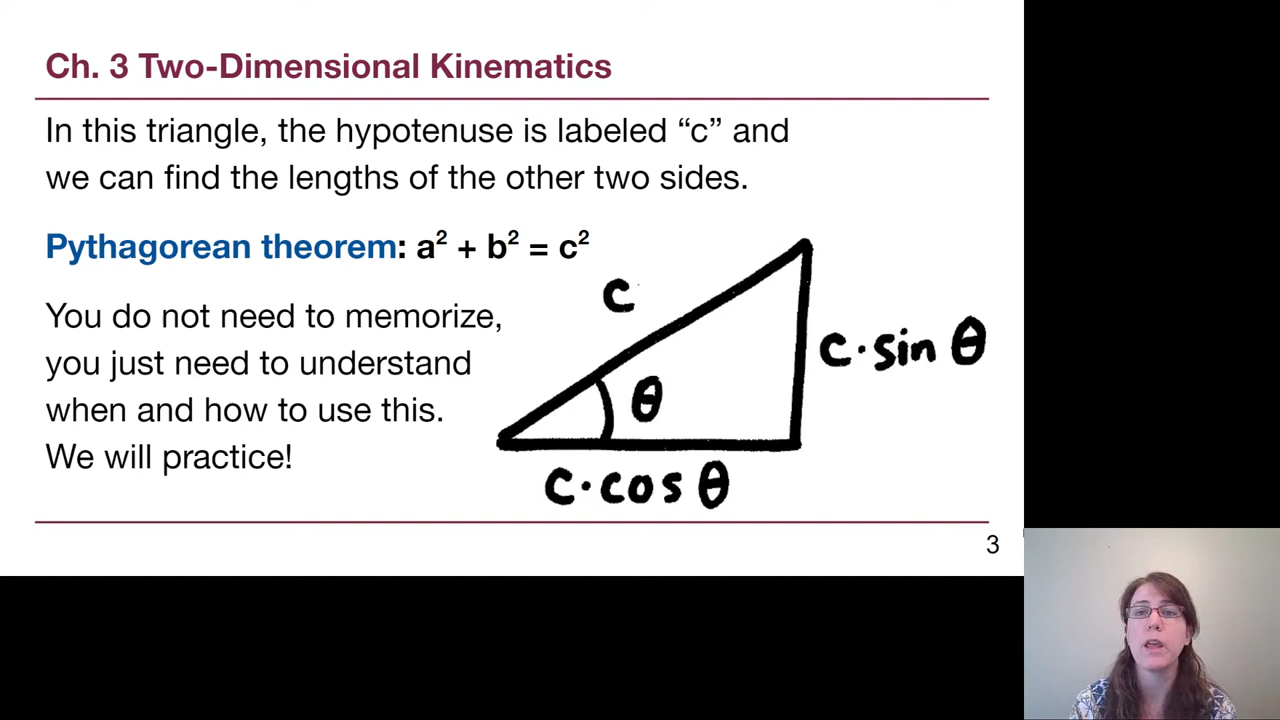 Ch. 3 Two-Dimensional Kinematics
In this triangle, the hypotenuse is labeled “c” and
we can find the lengths of the other two sides.
Pythagorean theorem: a² + b² = c²
You do not need to memorize,
you just need to understand
when and how to use this.
We will practice!
c
θ
c·sin θ
c·cos θ
3